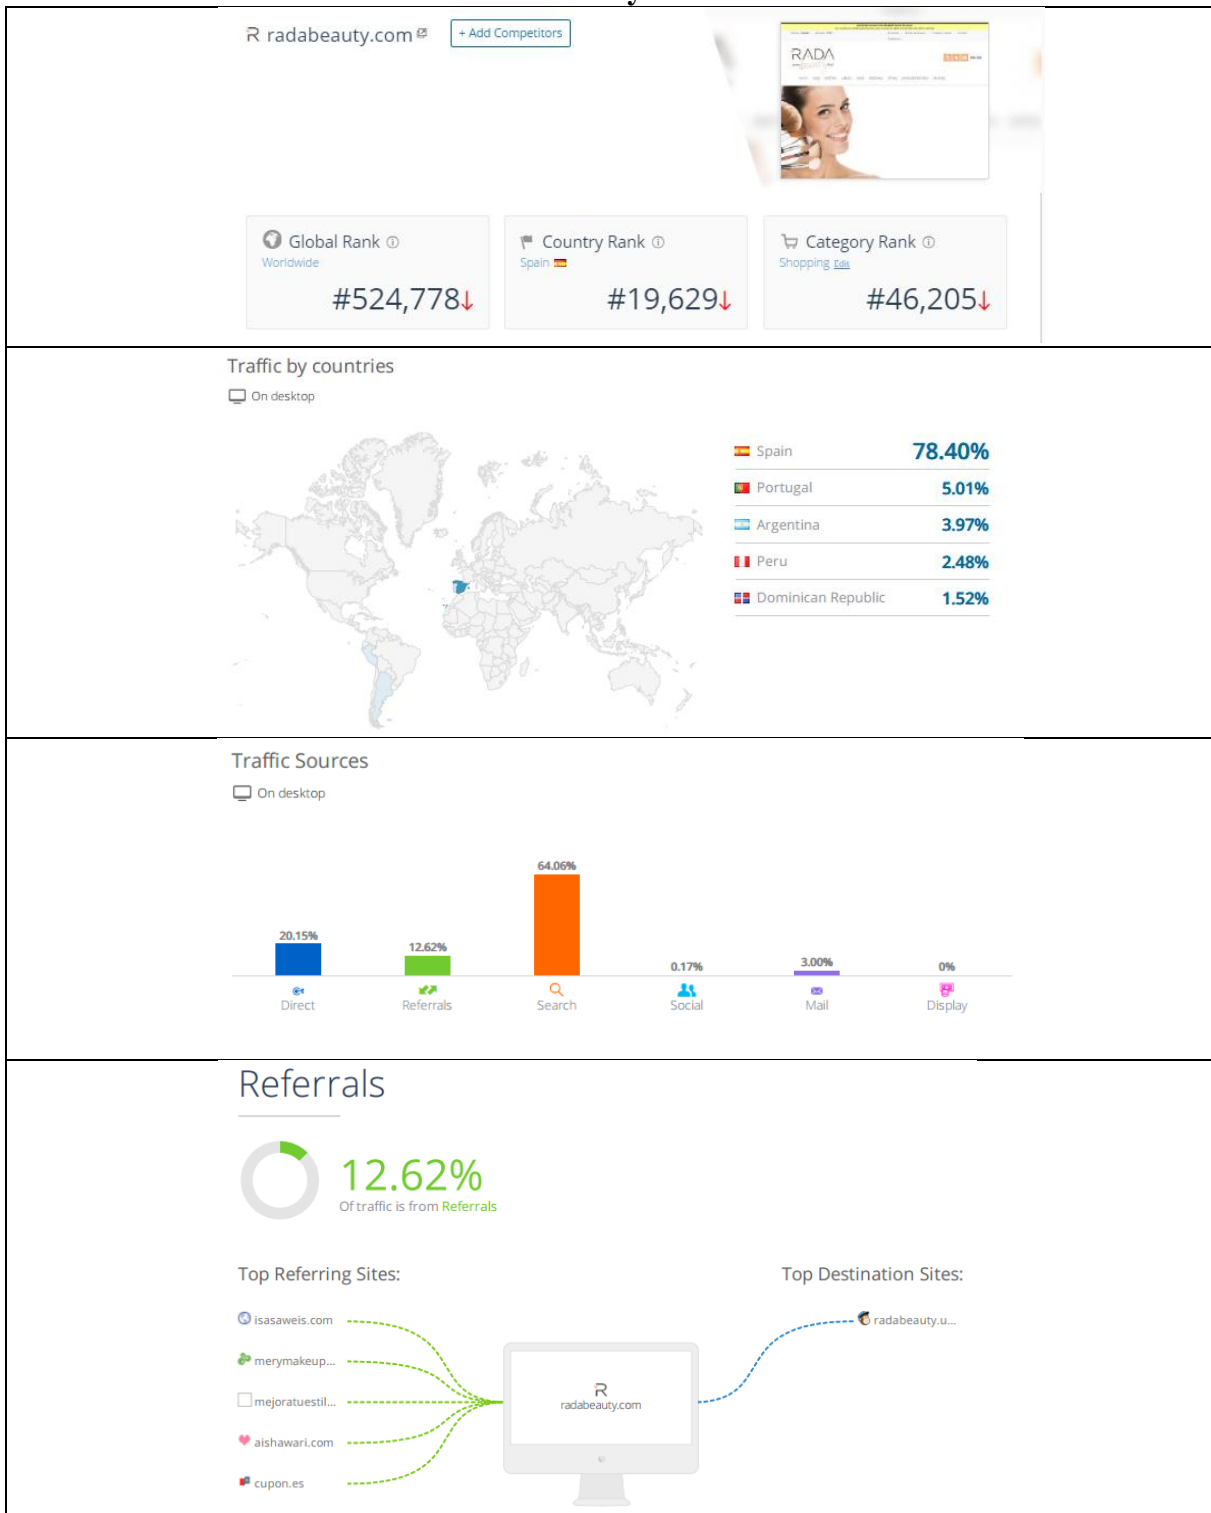 radabeauty.com + Add Competitors
RADA
Global Rank
Worldwide
#524,778↓
Country Rank
Spain
#19,629↓
Category Rank
Shopping Edit
#46,205↓
Traffic by countries
On desktop
Spain 78.40%
Portugal 5.01%
Argentina 3.97%
Peru 2.48%
Dominican Republic 1.52%
Traffic Sources
On desktop
64.06%
20.15%
12.62%
0.17%
3.00%
0%
Direct Referrals Search Social Mail Display
Referrals
12.62%
Of traffic is from Referrals
Top Referring Sites: Top Destination Sites:
isasaweis.com
radabeauty.u...
merymakeup...
mejoratuestil...
R
radabeauty.com
aishawari.com
cupon.es